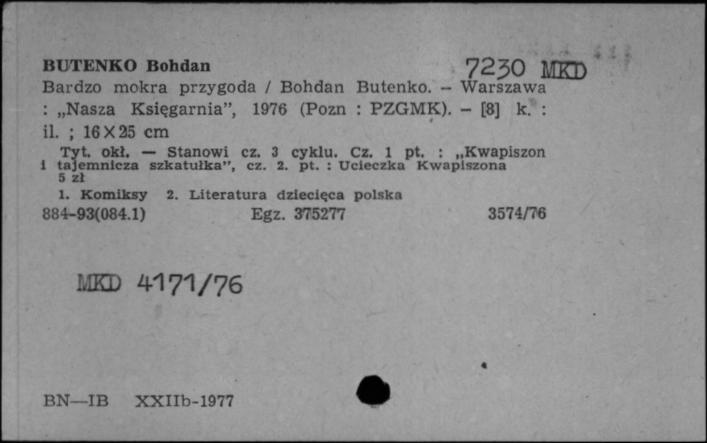 BUTENKO Bohdan 7230 MKD
Bardzo mokra przygoda / Bohdan Butenko. – Warszawa
: „Nasza Księgarnia”, 1976 (Pozn : PZGMK). – [8] k. :
il. ; 16×25 cm
Tyt. okł. — Stanowi cz. 3 cyklu. Cz. 1 pt. : „Kwapiszon
i tajemnicza szkatułka”, cz. 2. pt. : Ucieczka Kwapiszona
5 zł
1. Komiksy 2. Literatura dziecięca polska
884-93(084.1) Egz. 375277 3574/76
MKD 4171/76
BN—IB XXIIb-1977